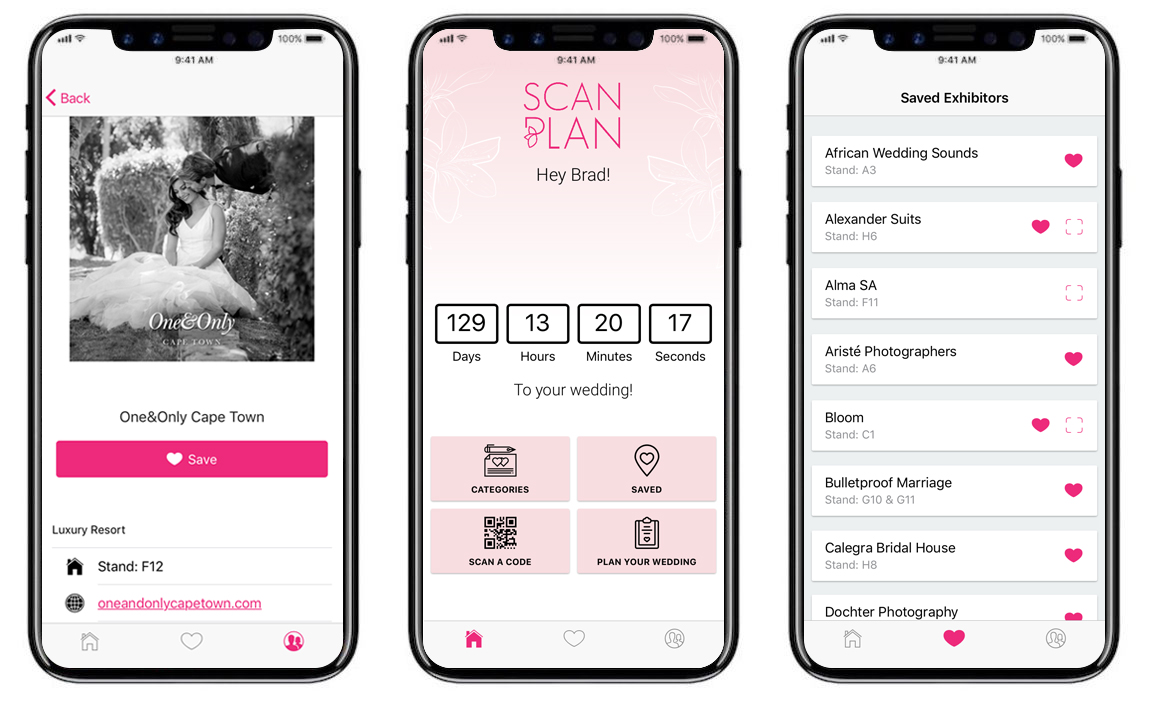 100%
9:41 AM
Back
One&Only
CAPE TOWN
One&Only Cape Town
Save
Luxury Resort
Stand: F12
oneandonlycapetown.com
100%
9:41 AM
SCAN
PLAN
Hey Brad!
129 13 20 17
Days Hours Minutes Seconds
To your wedding!
CATEGORIES SAVED
SCAN A CODE PLAN YOUR WEDDING
100%
9:41 AM
Saved Exhibitors
African Wedding Sounds
Stand: A3
Alexander Suits
Stand: H6
Alma SA
Stand: F11
Aristé Photographers
Stand: A6
Bloom
Stand: C1
Bulletproof Marriage
Stand: G10 & G11
Calegra Bridal House
Stand: H8
Dochter Photography